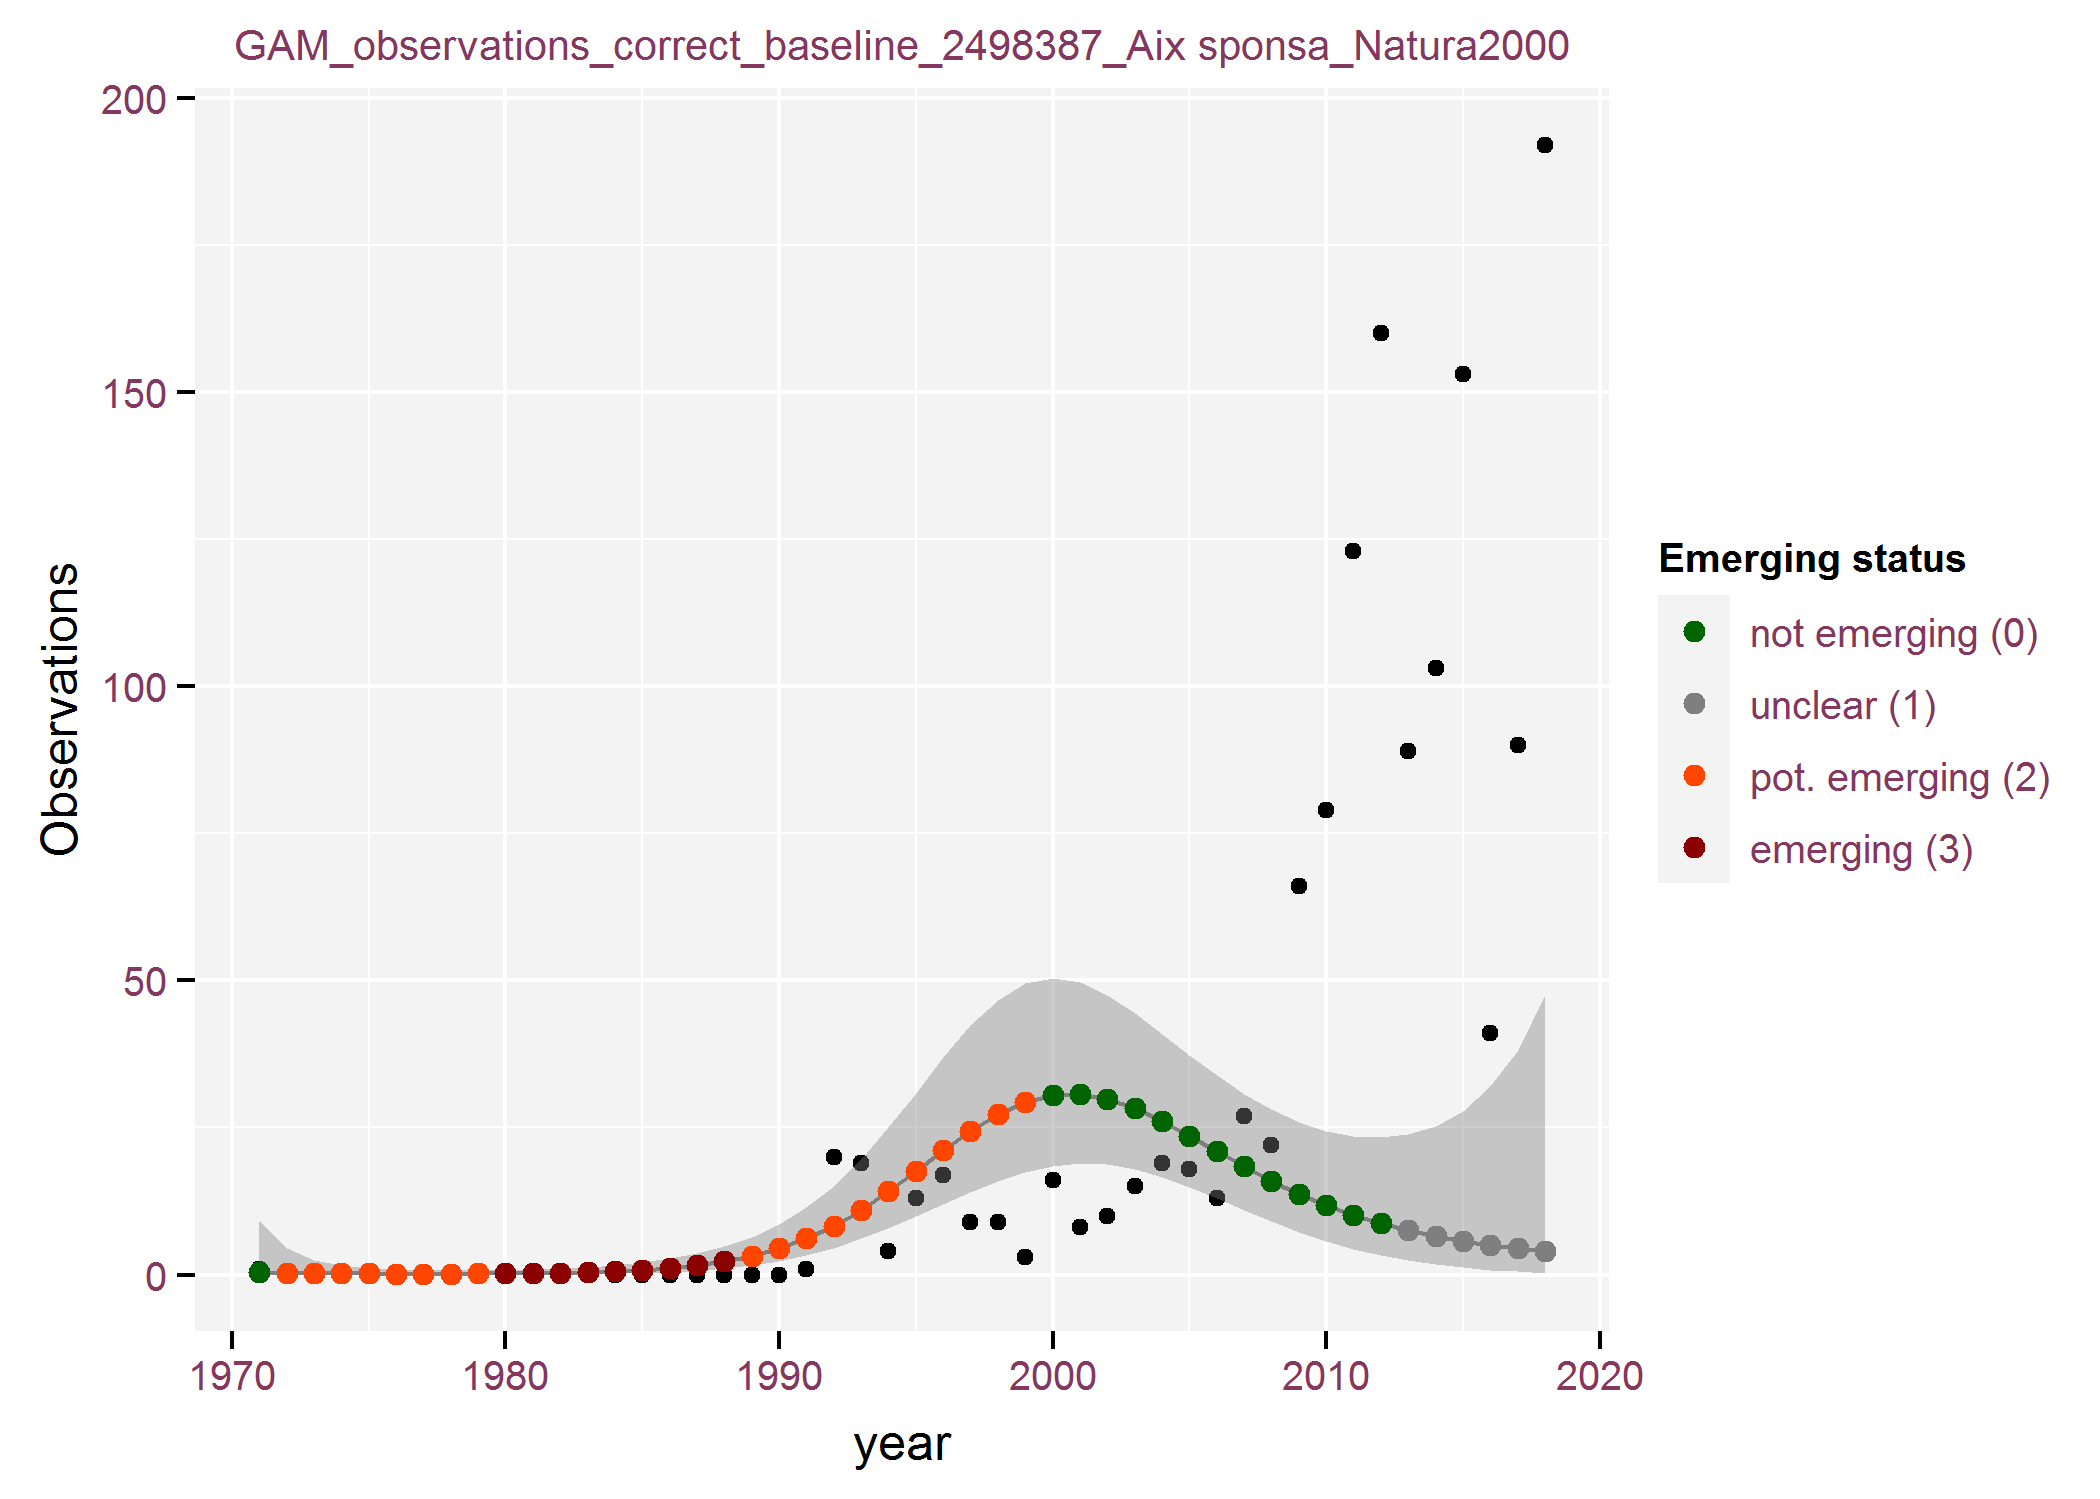 GAM_observations_correct_baseline_2498387_Aix sponsa_Natura2000
200
150
100
50
0
Observations
1970 1980 1990 2000 2010 2020
year
Emerging status
not emerging (0)
unclear (1)
pot. emerging (2)
emerging (3)